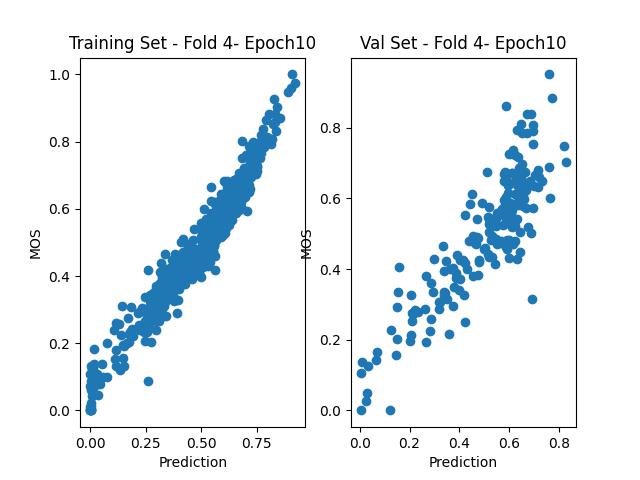 Training Set - Fold 4- Epoch10
Val Set - Fold 4- Epoch10
MOS
1.0
0.8
0.6
0.4
0.2
0.0
0.00 0.25 0.50 0.75
Prediction
MOS
0.8
0.6
0.4
0.2
0.0
0.0 0.2 0.4 0.6 0.8
Prediction